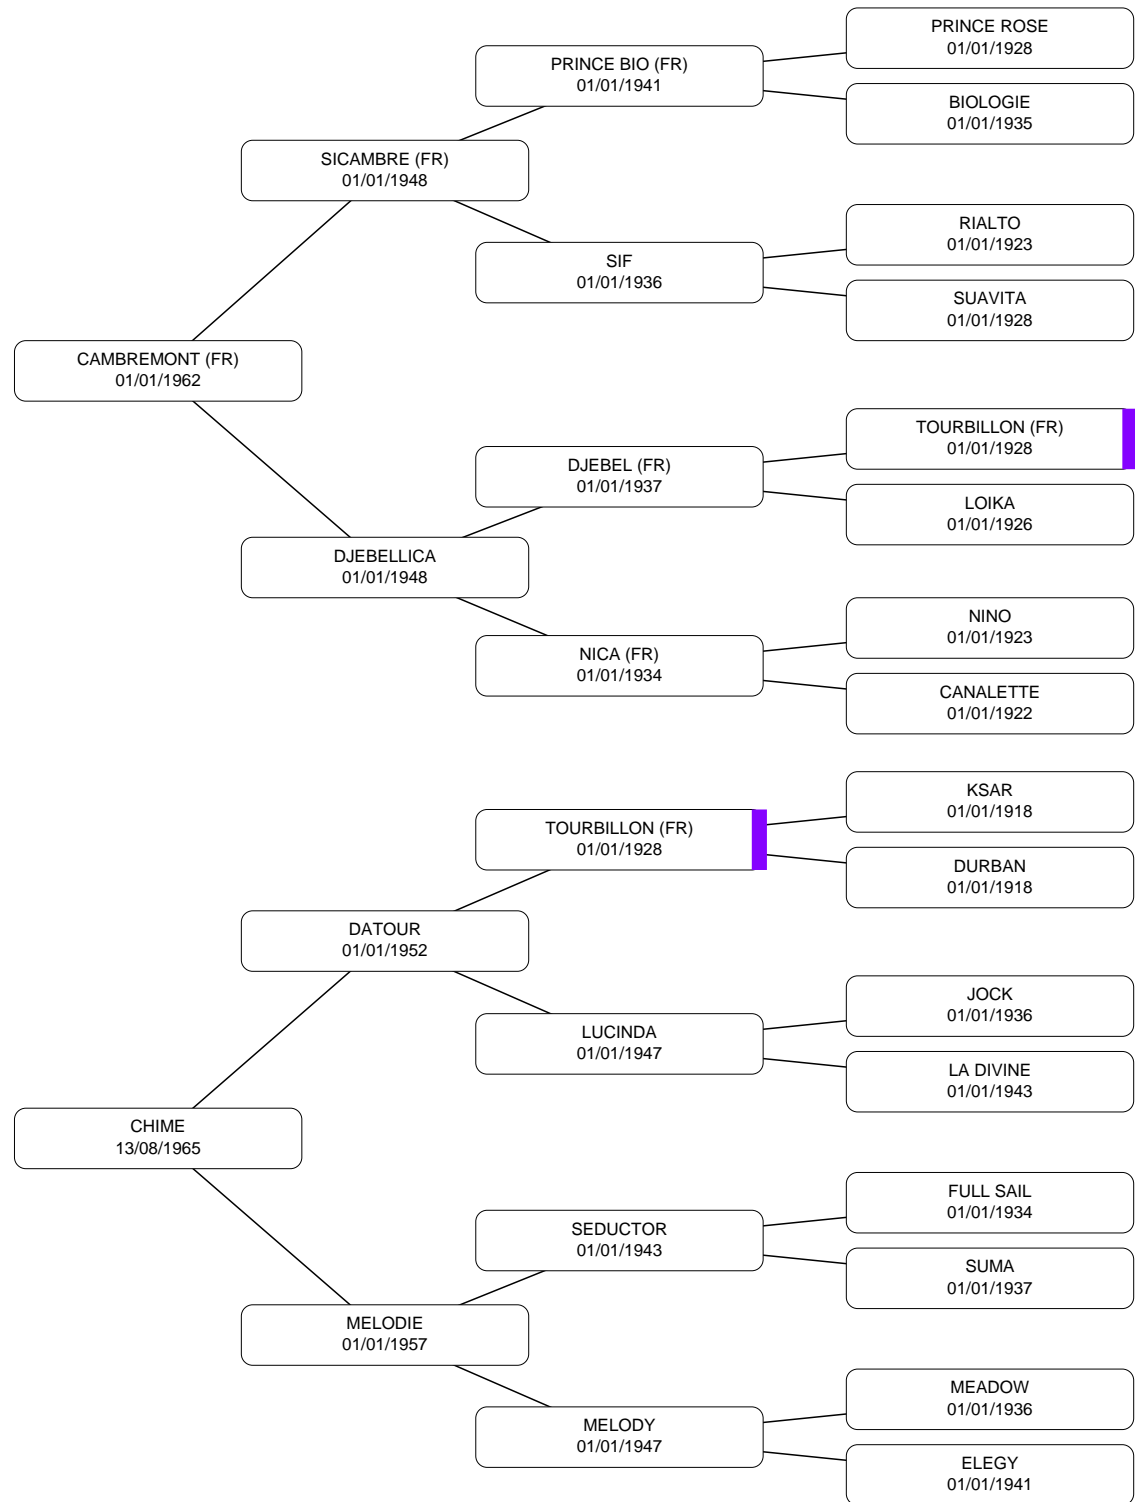 PRINCE ROSE
01/01/1928
PRINCE BIO (FR)
01/01/1941
BIOLOGIE
01/01/1935
SICAMBRE (FR)
01/01/1948
RIALTO
01/01/1923
SIF
01/01/1936
SUAVITA
01/01/1928
CAMBREMONT (FR)
01/01/1962
TOURBILLON (FR)
01/01/1928
DJEBEL (FR)
01/01/1937
LOIKA
01/01/1926
DJEBELLICA
01/01/1948
NINO
01/01/1923
NICA (FR)
01/01/1934
CANALETTE
01/01/1922
KSAR
01/01/1918
TOURBILLON (FR)
01/01/1928
DURBAN
01/01/1918
DATOUR
01/01/1952
JOCK
01/01/1936
LUCINDA
01/01/1947
LA DIVINE
01/01/1943
CHIME
13/08/1965
FULL SAIL
01/01/1934
SEDUCTOR
01/01/1943
SUMA
01/01/1937
MELODIE
01/01/1957
MEADOW
01/01/1936
MELODY
01/01/1947
ELEGY
01/01/1941